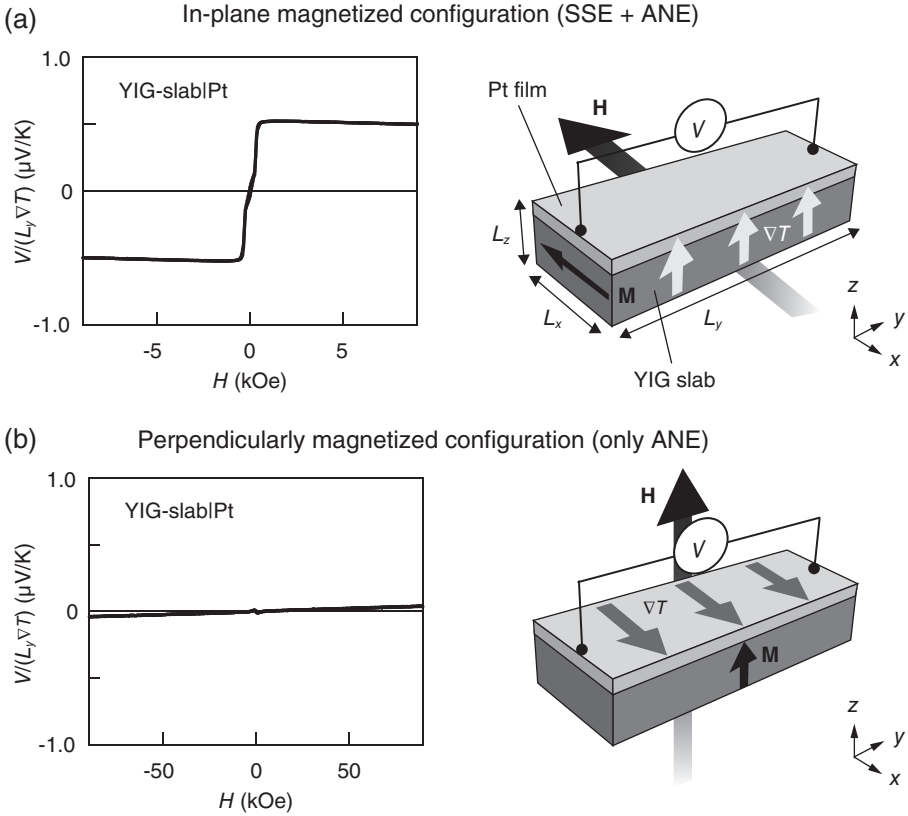 (a) In-plane magnetized configuration (SSE + ANE)
1.0
0
-1.0
V/(Lᵧ∇T) (μV/K)
YIG-slab|Pt
-5 0 5
H (kOe)
Pt film
H
V
∇T
M
L_z
L_x
L_y
YIG slab
z
y
x
(b) Perpendicularly magnetized configuration (only ANE)
1.0
0
-1.0
V/(Lᵧ∇T) (μV/K)
YIG-slab|Pt
-50 0 50
H (kOe)
H
V
∇T
M
z
y
x